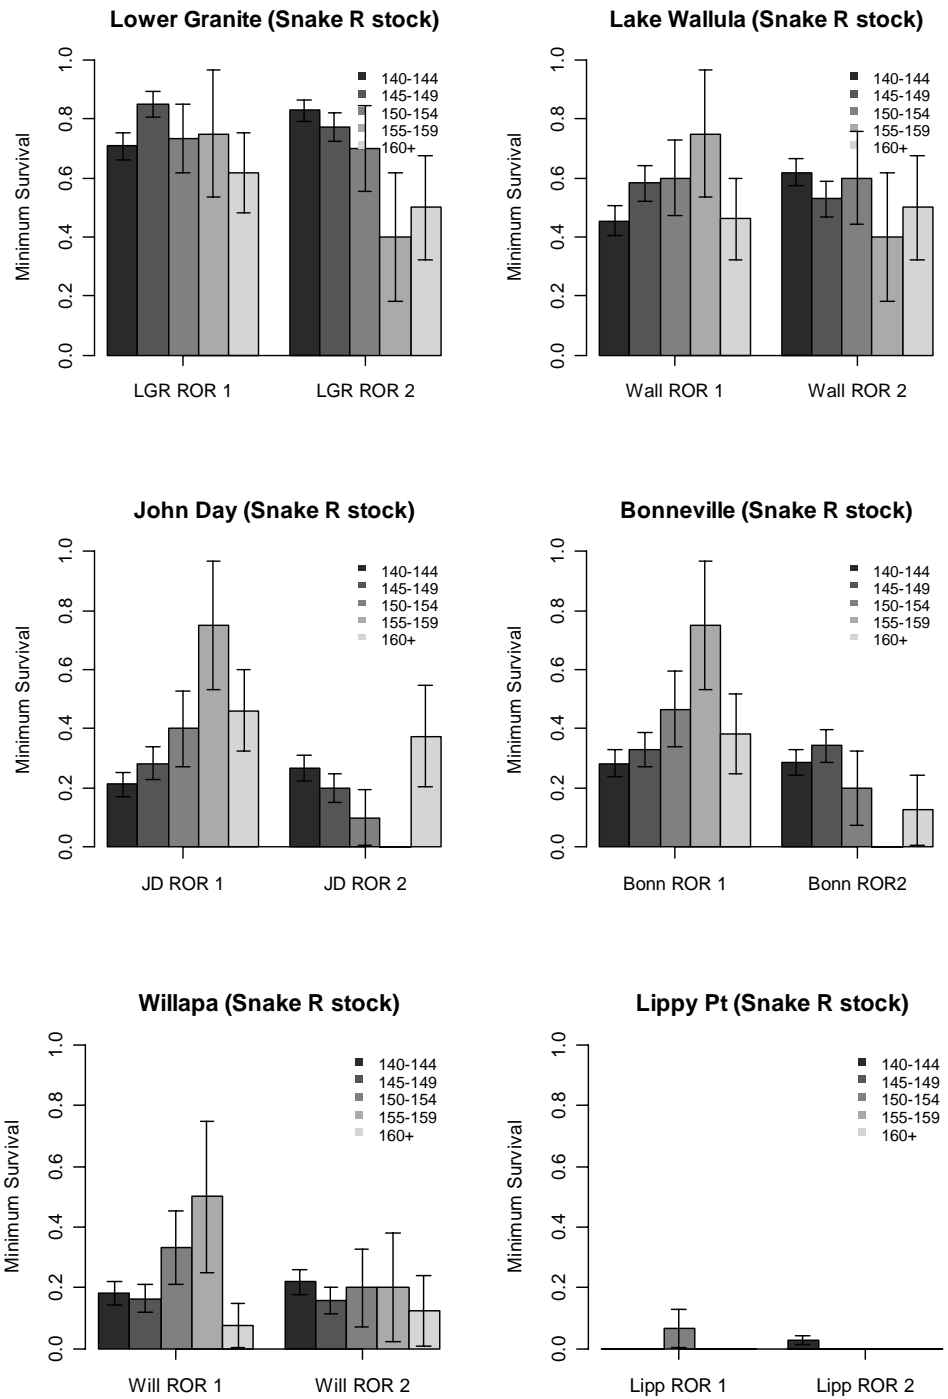 Lower Granite (Snake R stock)
Minimum Survival
1.0
0.8
0.6
0.4
0.2
0.0
140-144
145-149
150-154
155-159
160+
LGR ROR 1
LGR ROR 2
Lake Wallula (Snake R stock)
Minimum Survival
1.0
0.8
0.6
0.4
0.2
0.0
140-144
145-149
150-154
155-159
160+
Wall ROR 1
Wall ROR 2
John Day (Snake R stock)
Minimum Survival
1.0
0.8
0.6
0.4
0.2
0.0
140-144
145-149
150-154
155-159
160+
JD ROR 1
JD ROR 2
Bonneville (Snake R stock)
Minimum Survival
1.0
0.8
0.6
0.4
0.2
0.0
140-144
145-149
150-154
155-159
160+
Bonn ROR 1
Bonn ROR2
Willapa (Snake R stock)
Minimum Survival
1.0
0.8
0.6
0.4
0.2
0.0
140-144
145-149
150-154
155-159
160+
Will ROR 1
Will ROR 2
Lippy Pt (Snake R stock)
Minimum Survival
1.0
0.8
0.6
0.4
0.2
0.0
140-144
145-149
150-154
155-159
160+
Lipp ROR 1
Lipp ROR 2